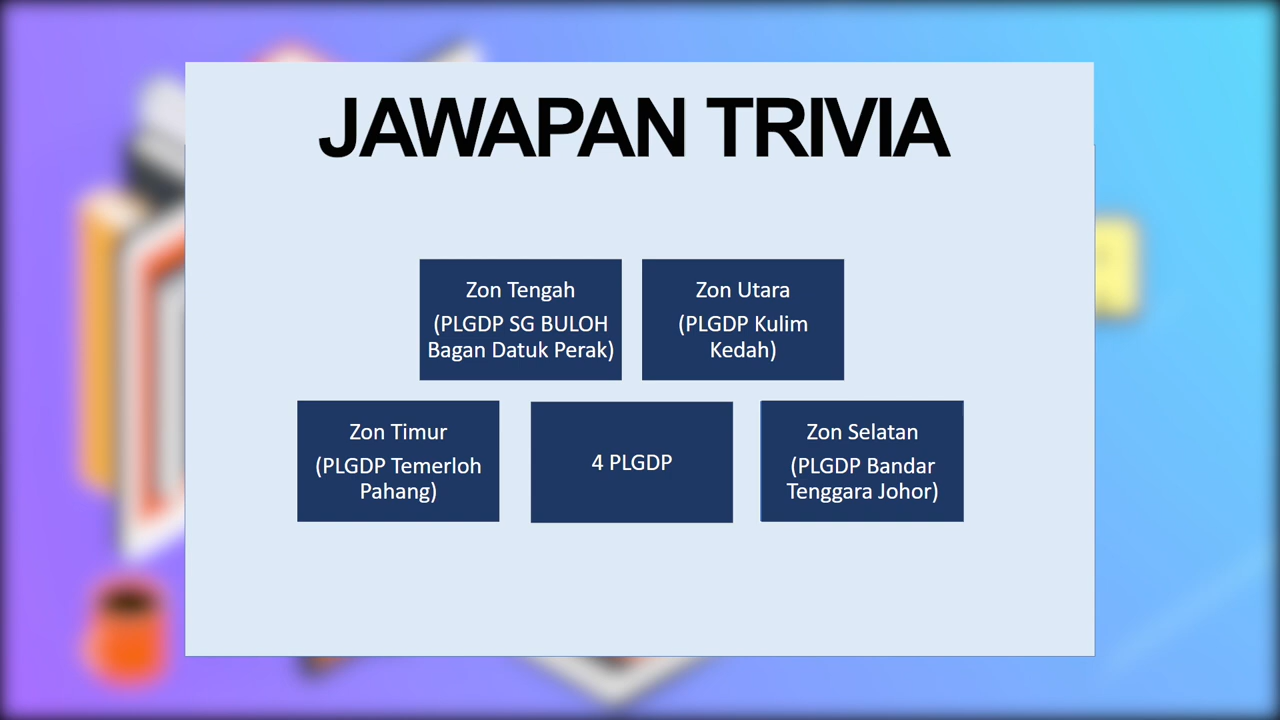 JAWAPAN TRIVIA
Zon Tengah
(PLGDP SG BULOH
Bagan Datuk Perak)
Zon Utara
(PLGDP Kulim
Kedah)
Zon Timur
(PLGDP Temerloh
Pahang)
4 PLGDP
Zon Selatan
(PLGDP Bandar
Tenggara Johor)